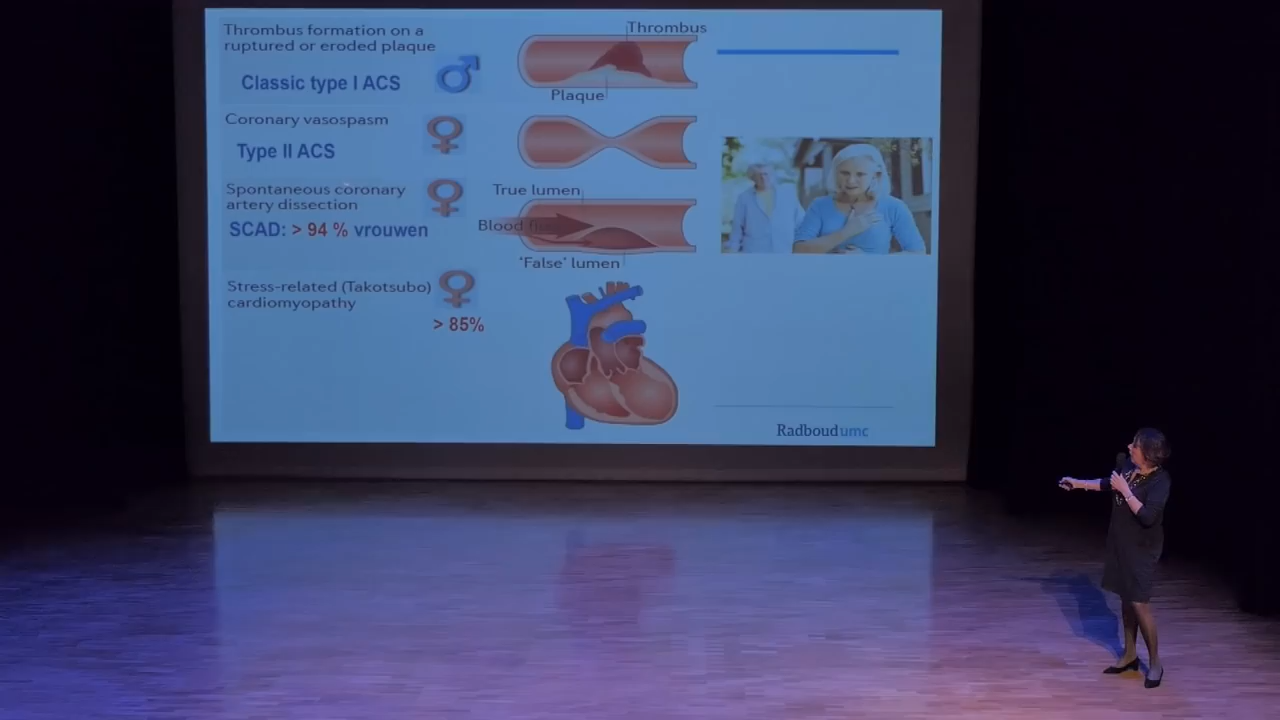 Thrombus formation on a
ruptured or eroded plaque
Classic type I ACS
Thrombus
Plaque
Coronary vasospasm
Type II ACS
Spontaneous coronary
artery dissection
SCAD: > 94 % vrouwen
True lumen
Blood
'False' lumen
Stress-related (Takotsubo)
cardiomyopathy
> 85%
Radboudumc